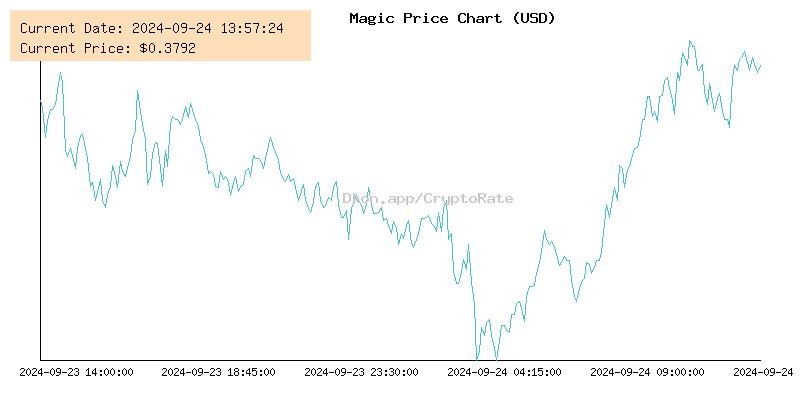 Magic Price Chart (USD)
Current Date: 2024-09-24 13:57:24
Current Price: $0.3792
DKon.app/CryptoRate
2024-09-23 14:00:00 2024-09-23 18:45:00 2024-09-23 23:30:00 2024-09-24 04:15:00 2024-09-24 09:00:00 2024-09-24